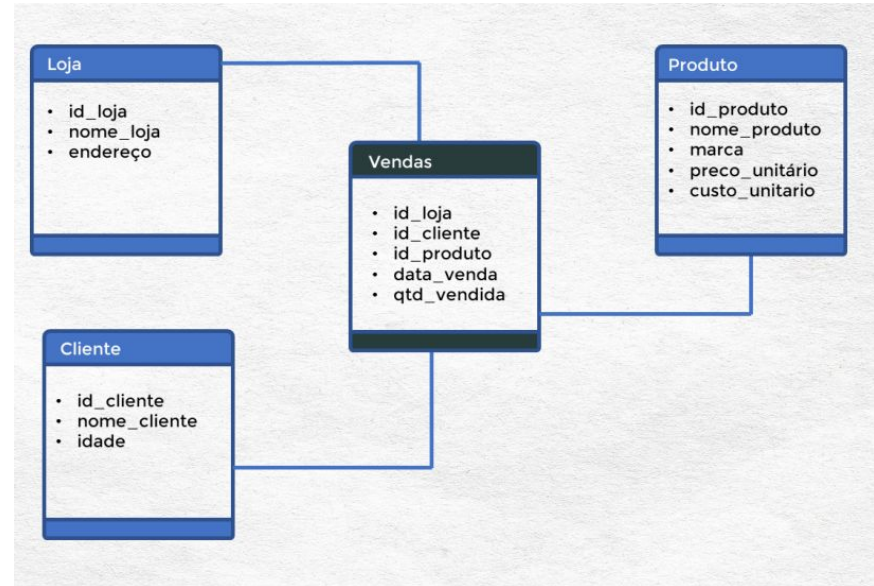 Loja
• id_loja
• nome_loja
• endereço
Vendas
• id_loja
• id_cliente
• id_produto
• data_venda
• qtd_vendida
Produto
• id_produto
• nome_produto
• marca
• preco_unitário
• custo_unitario
Cliente
• id_cliente
• nome_cliente
• idade